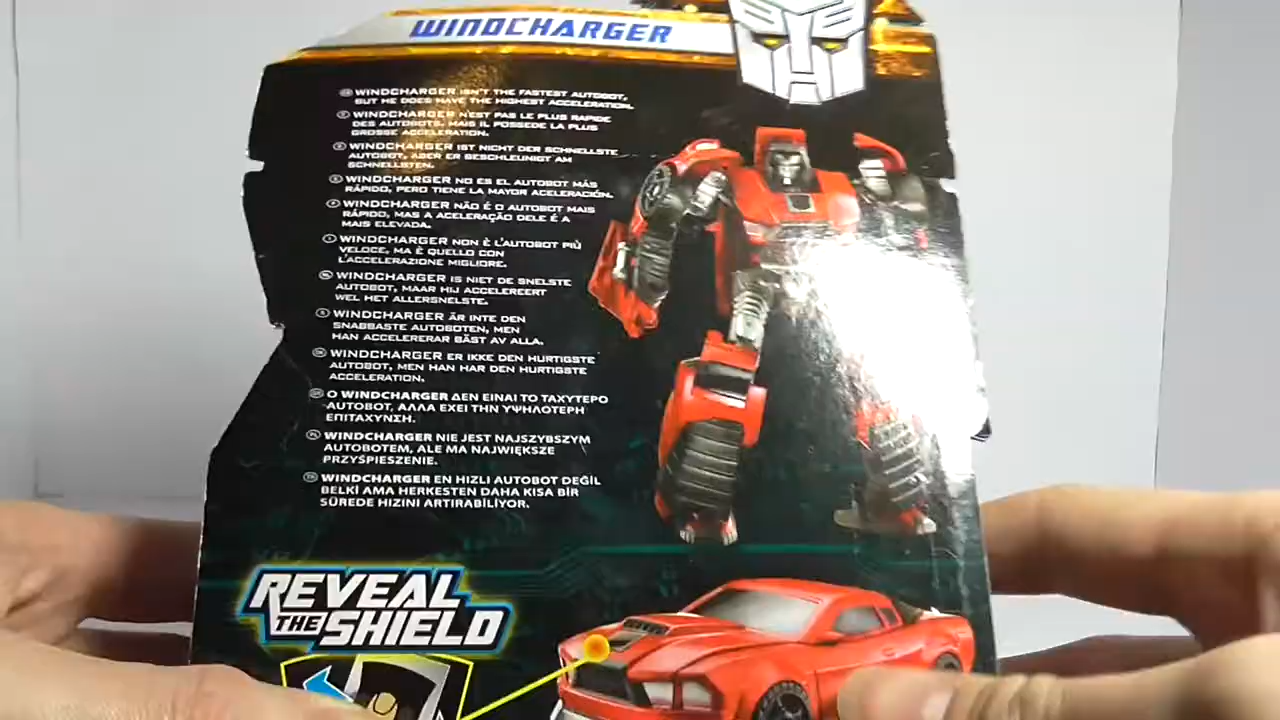 WINDCHARGER
WINDCHARGER ISN'T THE FASTEST AUTOBOT,
BUT HE DOES HAVE THE HIGHEST ACCELERATION.
WINDCHARGER N'EST PAS LE PLUS RAPIDE
DES AUTOBOTS, MAIS IL POSSEDE LA PLUS
GROSSE ACCELERATION.
WINDCHARGER IST NICHT DER SCHNELLSTE
AUTOBOT, ABER ER BESCHLEUNIGT AM
SCHNELLSTEN.
WINDCHARGER NO ES EL AUTOBOT MÁS
RÁPIDO, PERO TIENE LA MAYOR ACELERACIÓN.
WINDCHARGER NÃO É O AUTOBOT MAIS
RÁPIDO, MAS A ACELERAÇÃO DELE É A
MAIS ELEVADA.
WINDCHARGER NON È L'AUTOBOT PIÙ
VELOCE, MA È QUELLO CON
L'ACCELERAZIONE MIGLIORE.
WINDCHARGER IS NIET DE SNELSTE
AUTOBOT, MAAR HIJ ACCELEREERT
WEL HET ALLERSNELSTE.
WINDCHARGER ÄR INTE DEN
SNABBASTE AUTOBOTEN, MEN
HAN ACCELERERAR BÄST AV ALLA.
WINDCHARGER ER IKKE DEN HURTIGSTE
AUTOBOT, MEN HAN HAR DEN HURTIGSTE
ACCELERATION.
Ο WINDCHARGER ΔΕΝ ΕΙΝΑΙ ΤΟ ΤΑΧΥΤΕΡΟ
AUTOBOT, ΑΛΛΑ ΕΧΕΙ ΤΗΝ ΥΨΗΛΟΤΕΡΗ
ΕΠΙΤΑΧΥΝΣΗ.
WINDCHARGER NIE JEST NAJSZYBSZYM
AUTOBOTEM, ALE MA NAJWIĘKSZE
PRZYŚPIESZENIE.
WINDCHARGER EN HIZLI AUTOBOT DEĞİL
BELKİ AMA HERKESTEN DAHA KISA BİR
SÜREDE HIZINI ARTIRABİLİYOR.
REVEAL
THE SHIELD